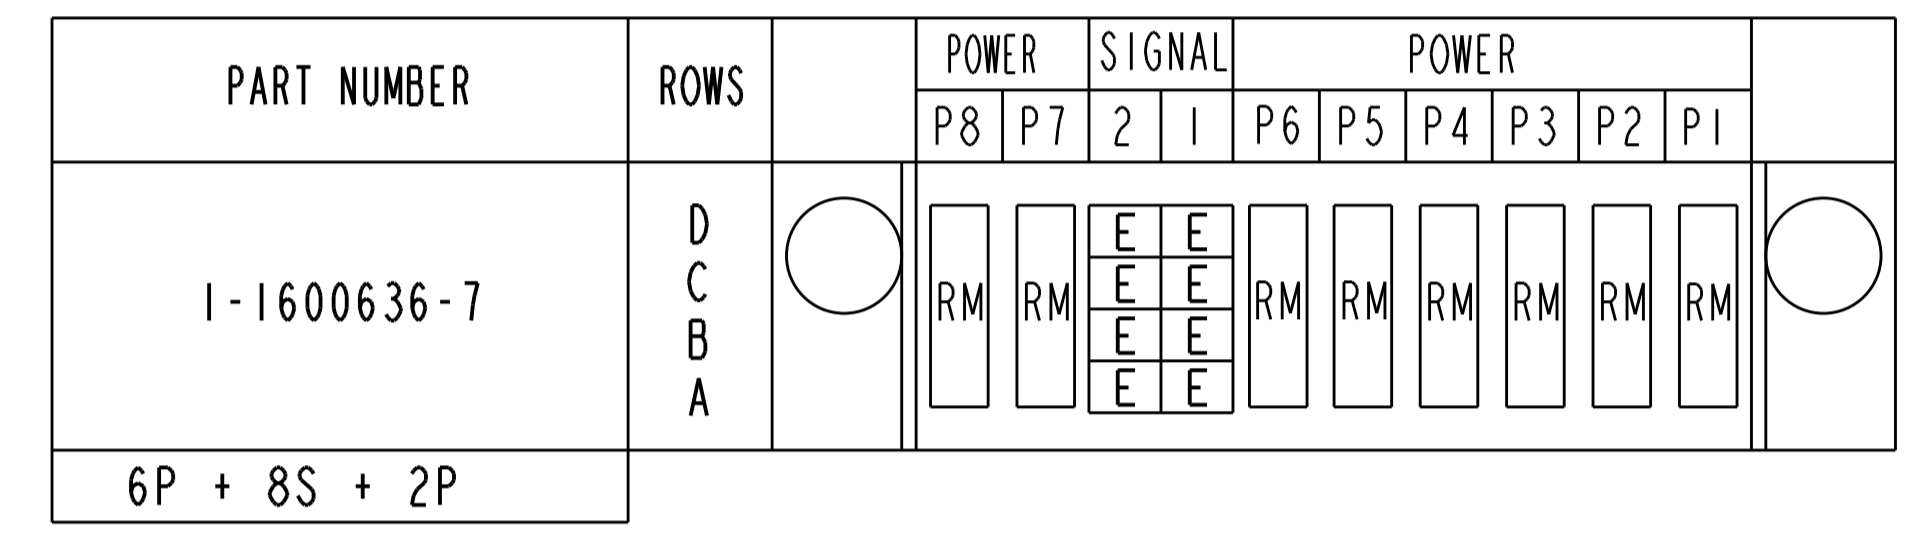 PART NUMBER ROWS POWER SIGNAL POWER
P8 P7 2 1 P6 P5 P4 P3 P2 P1
1-1600636-7
D E E
C E E
B E E
A E E
RM RM RM RM RM RM RM RM
6P + 8S + 2P